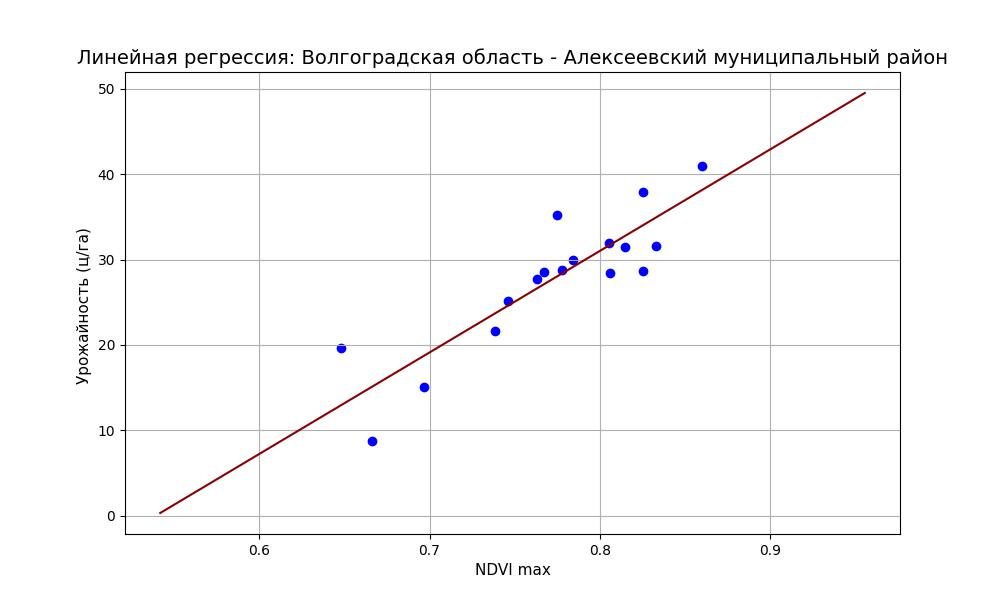 Линейная регрессия: Волгоградская область - Алексеевский муниципальный район
50
40
30
20
10
0
Урожайность (ц/га)
0.6 0.7 0.8 0.9
NDVI max